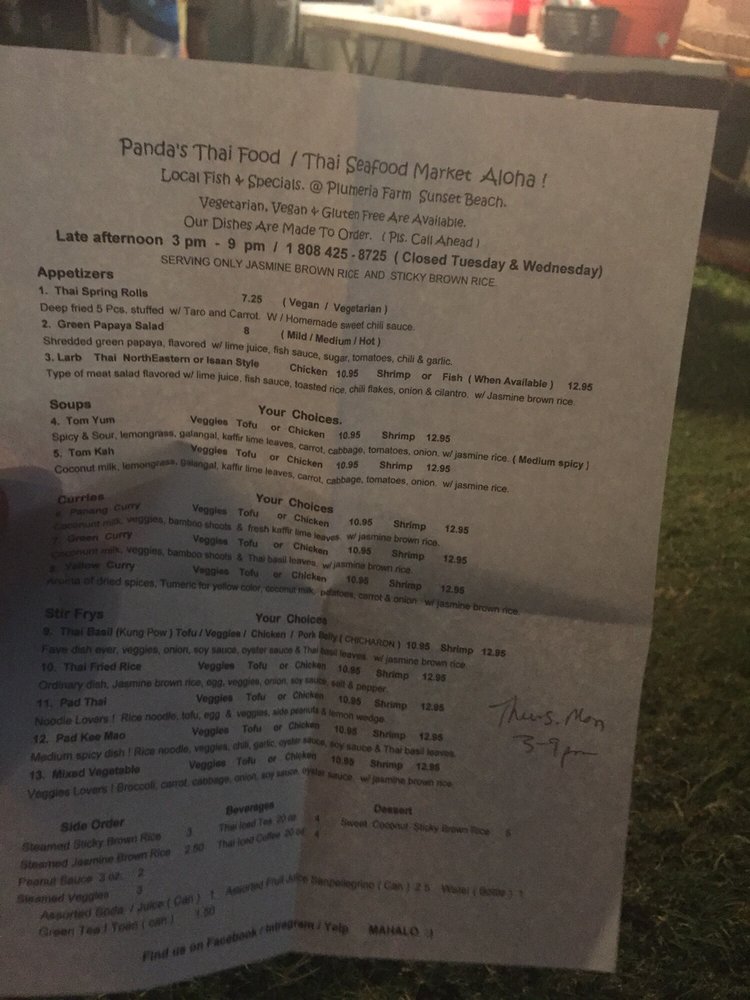 Panda's Thai Food / Thai Seafood Market Aloha !
Local Fish & Specials. @ Plumeria Farm Sunset Beach.
Vegetarian, Vegan & Gluten Free Are Available.
Our Dishes Are Made To Order. ( Pls. Call Ahead )
Late afternoon 3 pm - 9 pm / 1 808 425 - 8725 ( Closed Tuesday & Wednesday)
SERVING ONLY JASMINE BROWN RICE AND STICKY BROWN RICE.
Appetizers
1. Thai Spring Rolls 7.25 ( Vegan / Vegetarian )
Deep fried 5 Pcs, stuffed w/ Taro and Carrot. W / Homemade sweet chili sauce.
2. Green Papaya Salad 8 ( Mild / Medium / Hot )
Shredded green papaya, flavored w/ lime juice, fish sauce, sugar, tomatoes, chili & garlic.
3. Larb Thai NorthEastern or Isaan Style Chicken 10.95 Shrimp or Fish ( When Available ) 12.95
Type of meat salad flavored w/ lime juice, fish sauce, toasted rice, chili flakes, onion & cilantro. w/ Jasmine brown rice.
Soups Your Choices.
4. Tom Yum Veggies Tofu or Chicken 10.95 Shrimp 12.95
Spicy & Sour, lemongrass, galangal, kaffir lime leaves, carrot, cabbage, tomatoes, onion. w/ jasmine rice. ( Medium spicy )
5. Tom Kah Veggies Tofu or Chicken 10.95 Shrimp 12.95
Coconut milk, lemongrass, galangal, kaffir lime leaves, carrot, cabbage, tomatoes, onion. w/ jasmine rice.
Curries Your Choices
6. Panang Curry Veggies Tofu or Chicken 10.95 Shrimp 12.95
Coconunt milk, veggies, bamboo shoots & fresh kaffir lime leaves. w/ jasmine brown rice.
7. Green Curry Veggies Tofu or Chicken 10.95 Shrimp 12.95
Coconunt milk, veggies, bamboo shoots & Thai basil leaves. w/ jasmine brown rice.
8. Yellow Curry Veggies Tofu or Chicken 10.95 Shrimp 12.95
Aroma of dried spices, Tumeric for yellow color, coconut milk, potatoes, carrot & onion. w/ jasmine brown rice.
Stir Frys Your Choices
9. Thai Basil (Kung Pow ) Tofu / Veggies / Chicken / Pork Belly ( CHICHARON ) 10.95 Shrimp 12.95
Fave dish ever, veggies, onion, soy sauce, oyster sauce & Thai basil leaves. w/ jasmine brown rice.
10. Thai Fried Rice Veggies Tofu or Chicken 10.95 Shrimp 12.95
Ordinary dish, Jasmine brown rice, egg, veggies, onion, soy sauce, salt & pepper.
11. Pad Thai Veggies Tofu or Chicken 10.95 Shrimp 12.95
Noodle Lovers ! Rice noodle, tofu, egg & veggies, side peanuts & lemon wedge.
12. Pad Kee Mao Veggies Tofu or Chicken 10.95 Shrimp 12.95
Medium spicy dish ! Rice noodle, veggies, chili, garlic, oyster sauce, soy sauce & Thai basil leaves.
13. Mixed Vegetable Veggies Tofu or Chicken 10.95 Shrimp 12.95
Veggies Lovers ! Broccoli, carrot, cabbage, onion, soy sauce, oyster sauce. w/ jasmine brown rice.
Thurs. Mon
3-9pm
Side Order Beverages Dessert
Steamed Sticky Brown Rice 3 Thai Iced Tea 20 oz 4 Sweet Coconut Sticky Brown Rice 5
Steamed Jasmine Brown Rice 2.50 Thai Iced Coffee 20 oz 4
Peanut Sauce 3 oz. 2
Steamed Veggies 3
Assorted Soda / Juice ( Can ) 1 Assorted Fruit Juice Sanpellegrino ( Can ) 2.5 Water ( Bottle ) 1
Green Tea ! Yoen ( can ) 1.50
Find us on Facebook / Intragram / Yelp MAHALO :)